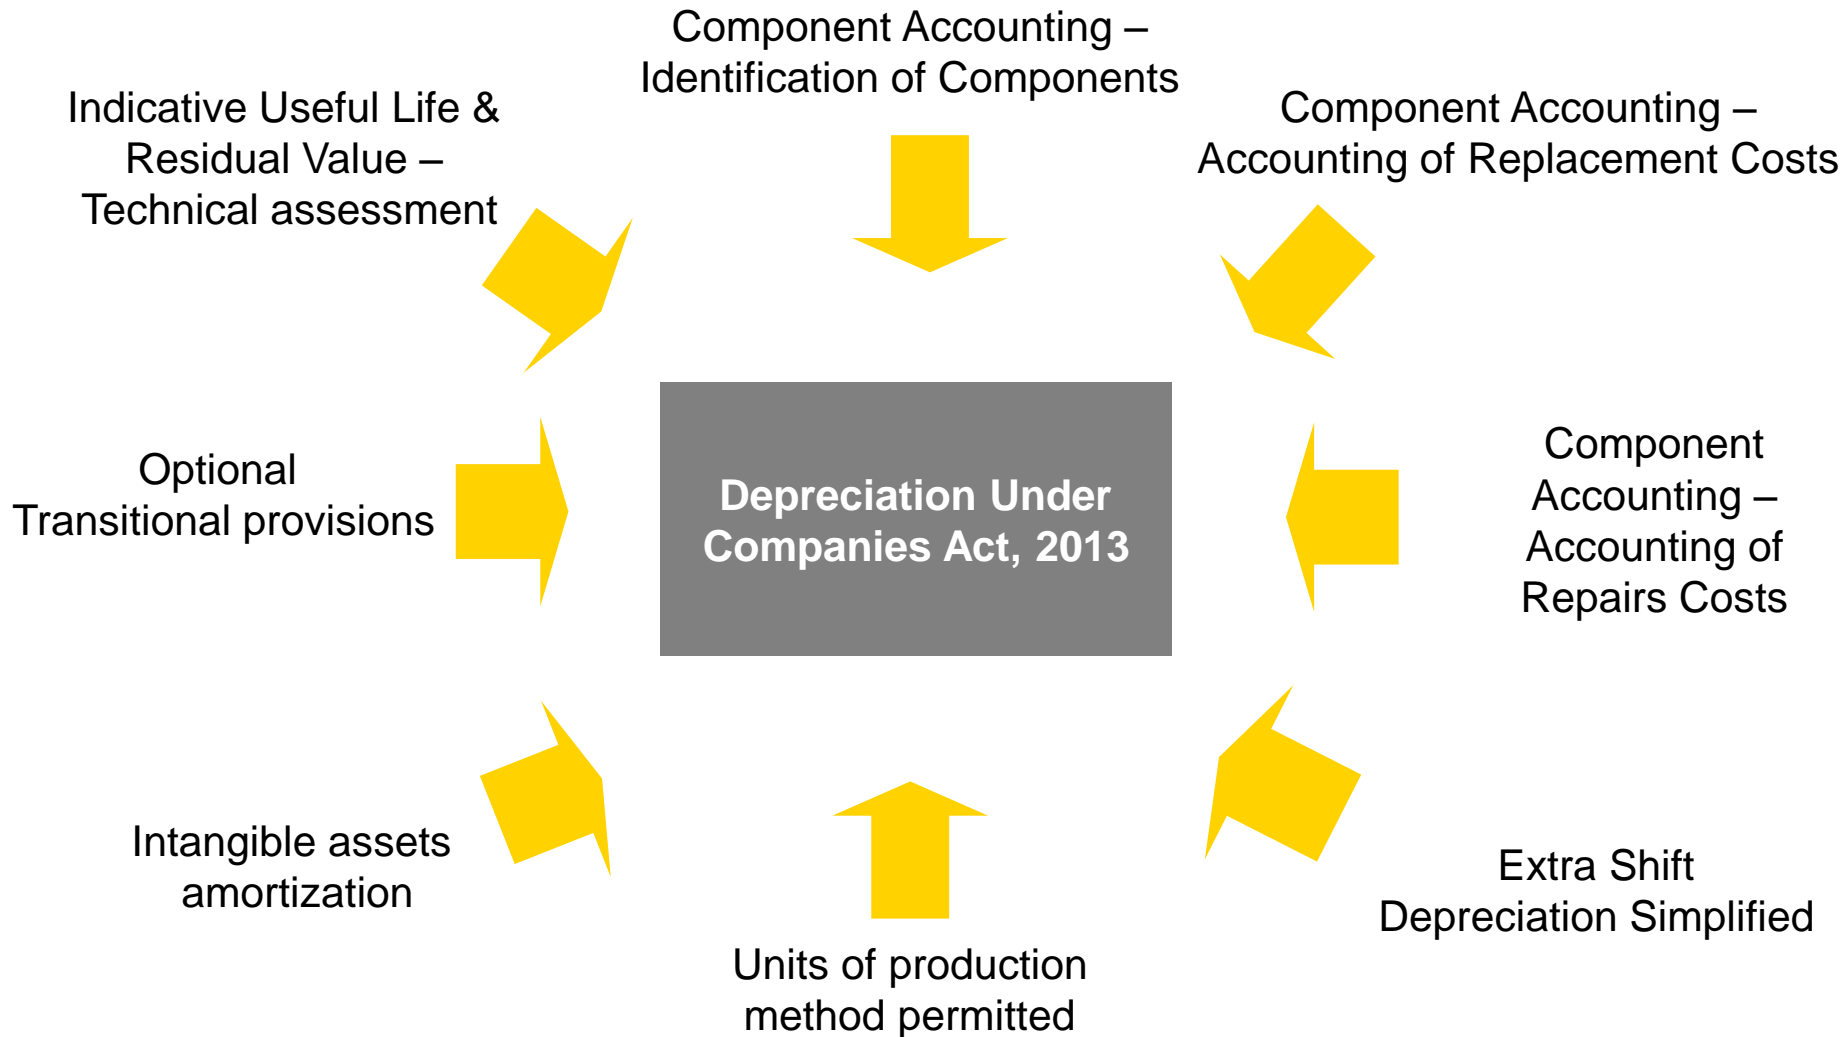 Component Accounting –
Identification of Components
Indicative Useful Life &
Residual Value –
Technical assessment
Component Accounting –
Accounting of Replacement Costs
Optional
Transitional provisions
Depreciation Under
Companies Act, 2013
Component
Accounting –
Accounting of
Repairs Costs
Intangible assets
amortization
Units of production
method permitted
Extra Shift
Depreciation Simplified